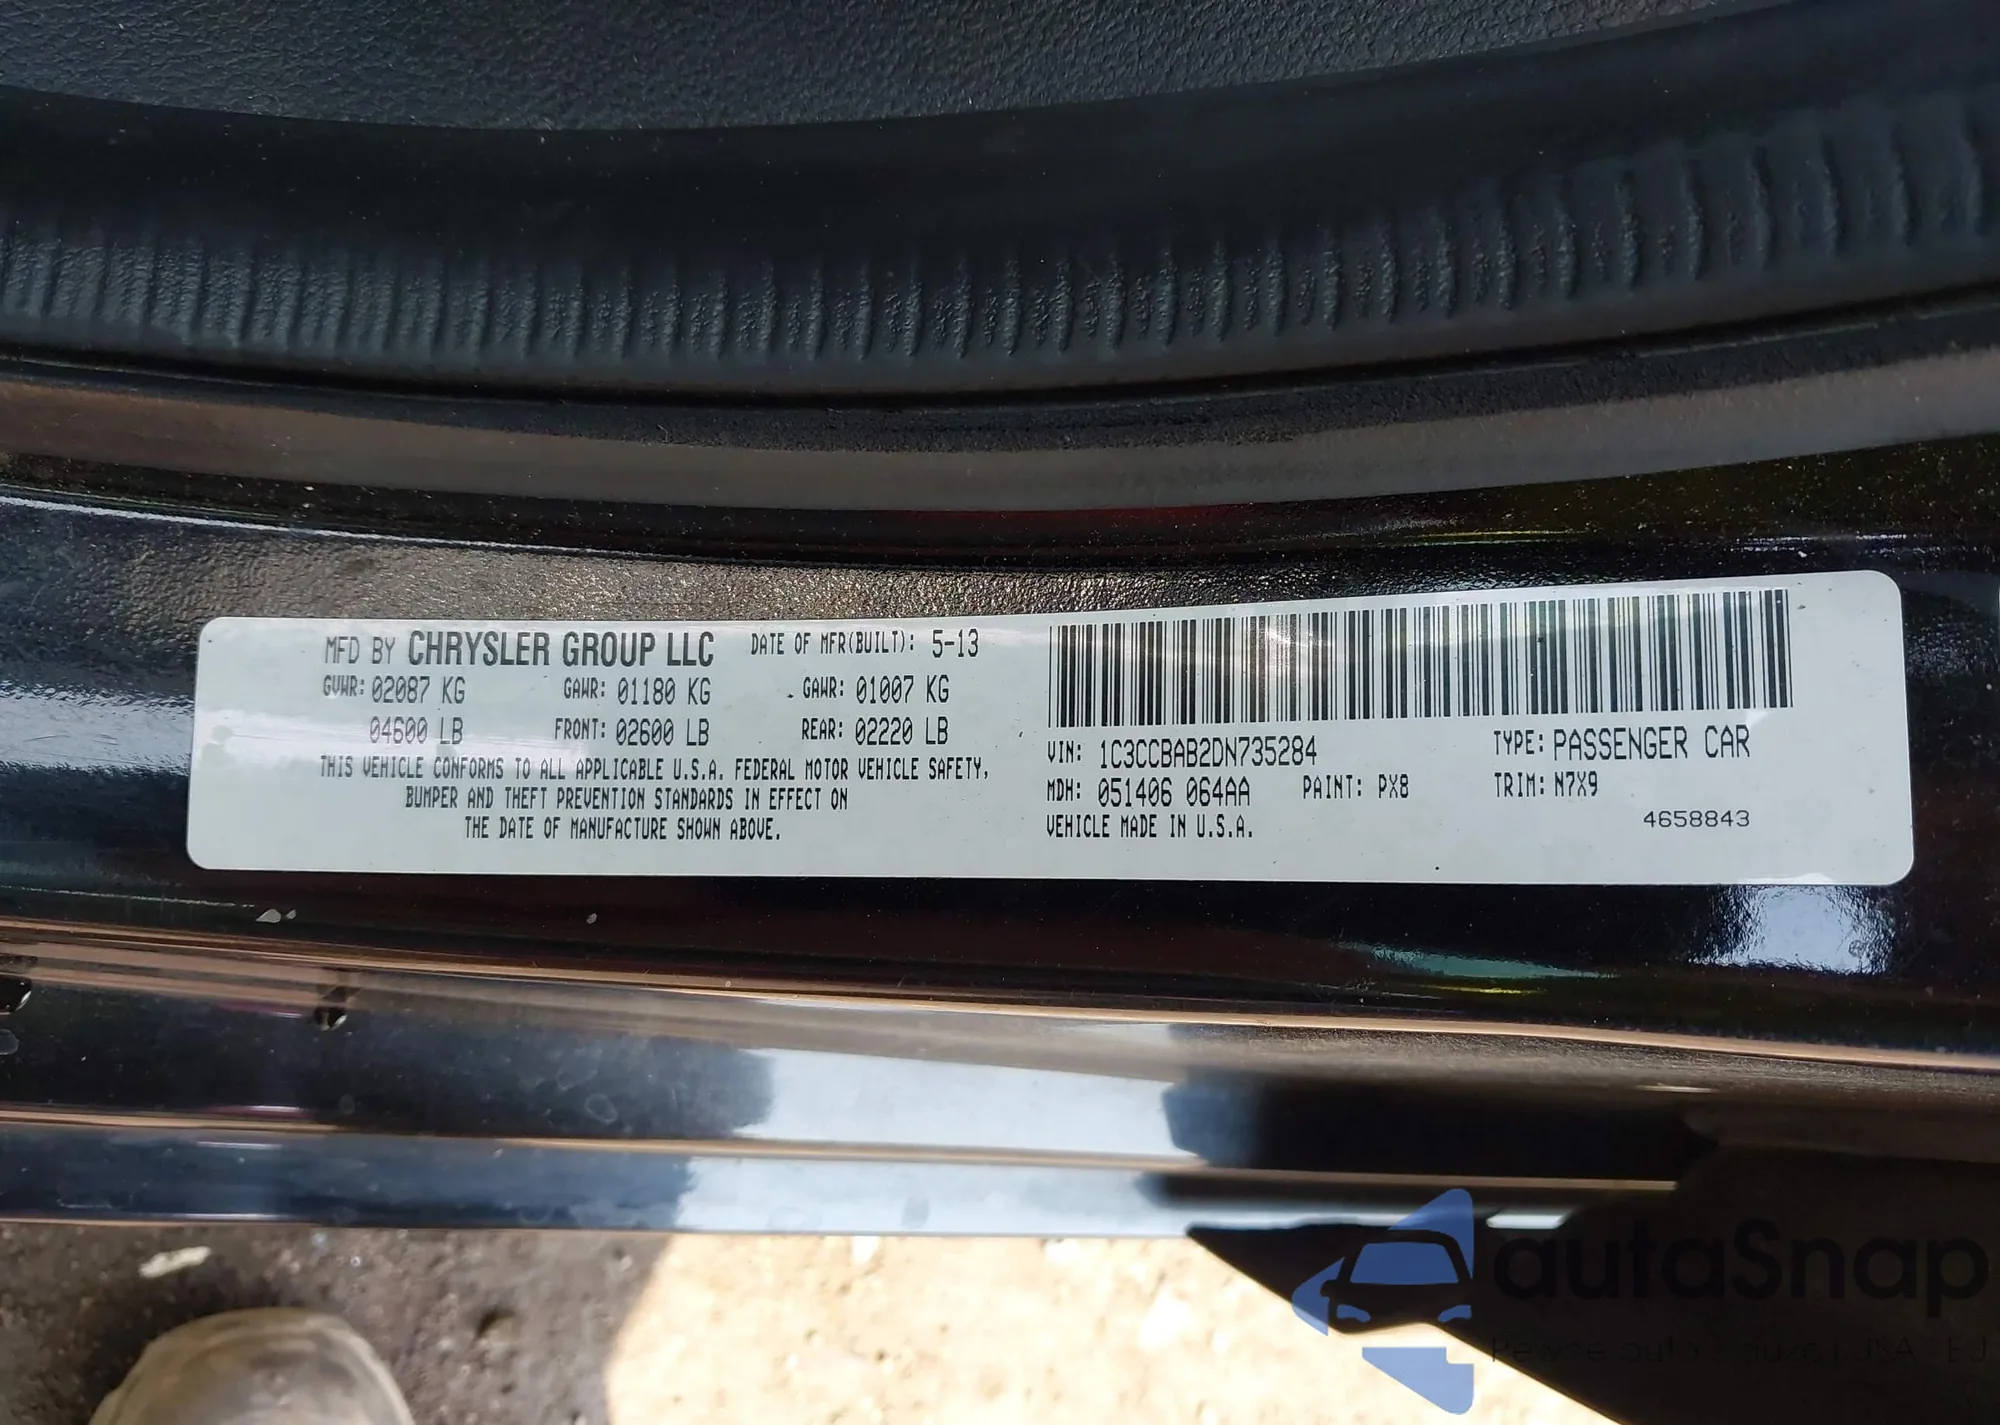 MFD BY CHRYSLER GROUP LLC DATE OF MFR(BUILT): 5-13
GVWR: 02087 KG GAWR: 01180 KG GAWR: 01007 KG
04600 LB FRONT: 02600 LB REAR: 02220 LB
THIS VEHICLE CONFORMS TO ALL APPLICABLE U.S.A. FEDERAL MOTOR VEHICLE SAFETY,
BUMPER AND THEFT PREVENTION STANDARDS IN EFFECT ON
THE DATE OF MANUFACTURE SHOWN ABOVE.
VIN: 1C3CCBAB2DN735284 TYPE: PASSENGER CAR
MDH: 051406 064AA PAINT: PX8 TRIM: N7X9
VEHICLE MADE IN U.S.A. 4658843
autaSnap
auta